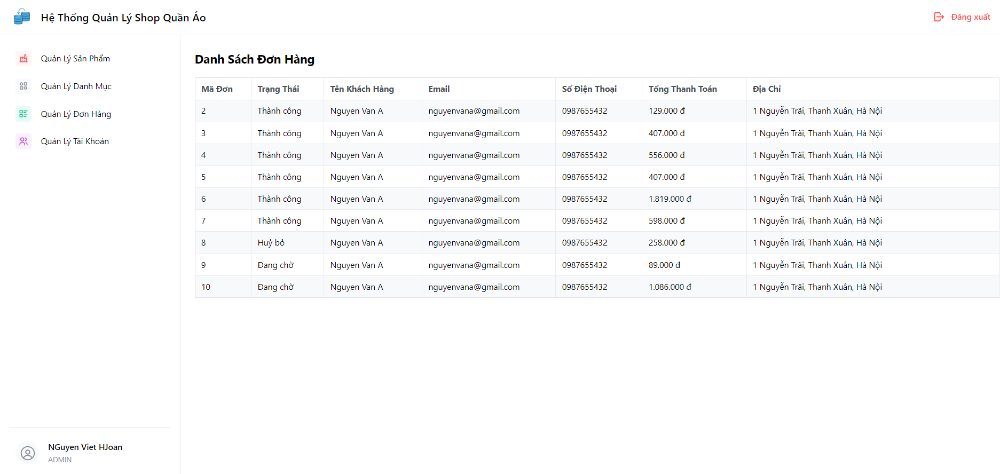 Hệ Thống Quản Lý Shop Quần Áo
Đăng xuất
Quản Lý Sản Phẩm
Quản Lý Danh Mục
Quản Lý Đơn Hàng
Quản Lý Tài Khoản
Danh Sách Đơn Hàng
Mã Đơn Trạng Thái Tên Khách Hàng Email Số Điện Thoại Tổng Thanh Toán Địa Chỉ
2 Thành công Nguyen Van A nguyenvana@gmail.com 0987655432 129.000 đ 1 Nguyễn Trãi, Thanh Xuân, Hà Nội
3 Thành công Nguyen Van A nguyenvana@gmail.com 0987655432 407.000 đ 1 Nguyễn Trãi, Thanh Xuân, Hà Nội
4 Thành công Nguyen Van A nguyenvana@gmail.com 0987655432 556.000 đ 1 Nguyễn Trãi, Thanh Xuân, Hà Nội
5 Thành công Nguyen Van A nguyenvana@gmail.com 0987655432 407.000 đ 1 Nguyễn Trãi, Thanh Xuân, Hà Nội
6 Thành công Nguyen Van A nguyenvana@gmail.com 0987655432 1.819.000 đ 1 Nguyễn Trãi, Thanh Xuân, Hà Nội
7 Thành công Nguyen Van A nguyenvana@gmail.com 0987655432 598.000 đ 1 Nguyễn Trãi, Thanh Xuân, Hà Nội
8 Huỷ bỏ Nguyen Van A nguyenvana@gmail.com 0987655432 258.000 đ 1 Nguyễn Trãi, Thanh Xuân, Hà Nội
9 Đang chờ Nguyen Van A nguyenvana@gmail.com 0987655432 89.000 đ 1 Nguyễn Trãi, Thanh Xuân, Hà Nội
10 Đang chờ Nguyen Van A nguyenvana@gmail.com 0987655432 1.086.000 đ 1 Nguyễn Trãi, Thanh Xuân, Hà Nội
NGuyen Viet HJoan
ADMIN